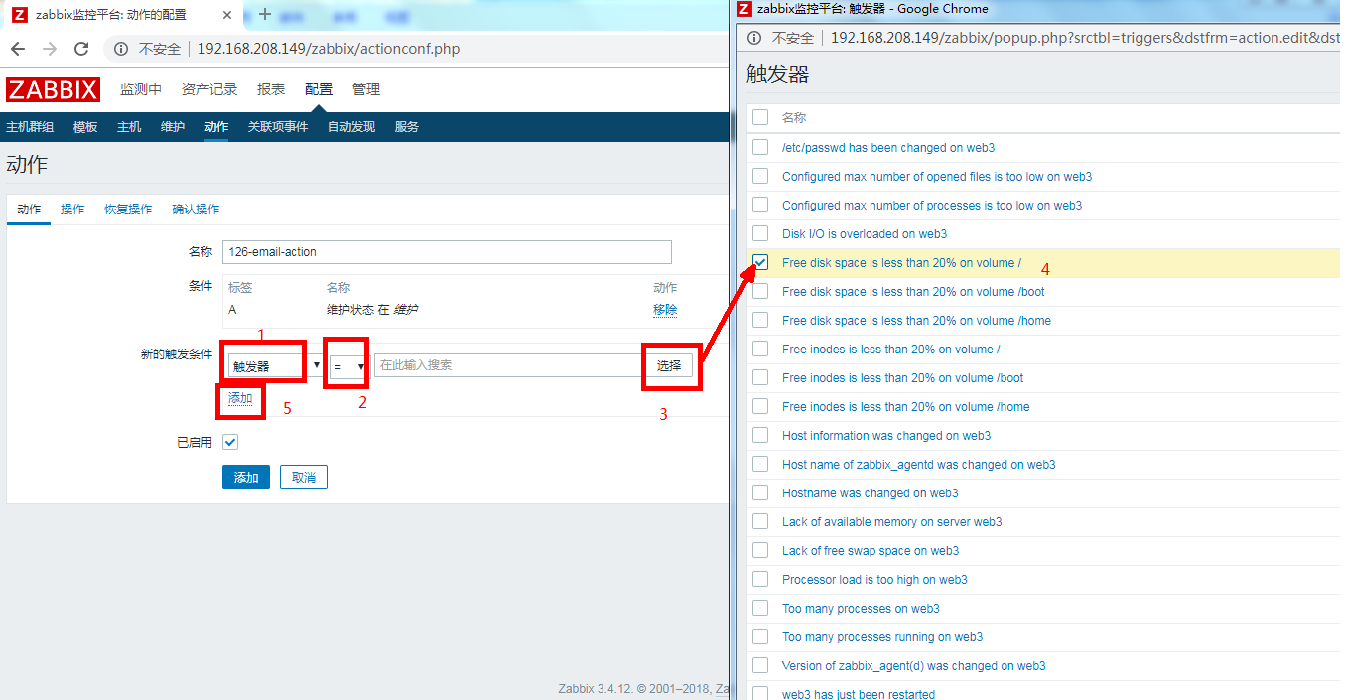 zabbix监控平台: 动作的配置
不安全 192.168.208.149/zabbix/actionconf.php
ZABBIX 监测中 资产记录 报表 配置 管理
主机群组 模板 主机 维护 动作 关联项事件 自动发现 服务
动作
动作 操作 恢复操作 确认操作
名称 126-email-action
条件 标签 名称 动作
A 维护状态 在 维护 移除
1
新的触发条件 触发器 = 在此输入搜索 选择
添加 5 2 3
已启用
添加 取消
Zabbix 3.4.12. © 2001–2018, Za
Z zabbix监控平台: 触发器 - Google Chrome
不安全 192.168.208.149/zabbix/popup.php?srctbl=triggers&dstfrm=action.edit&dst
触发器
名称
/etc/passwd has been changed on web3
Configured max number of opened files is too low on web3
Configured max number of processes is too low on web3
Disk I/O is overloaded on web3
Free disk space is less than 20% on volume / 4
Free disk space is less than 20% on volume /boot
Free disk space is less than 20% on volume /home
Free inodes is less than 20% on volume /
Free inodes is less than 20% on volume /boot
Free inodes is less than 20% on volume /home
Host information was changed on web3
Host name of zabbix_agentd was changed on web3
Hostname was changed on web3
Lack of available memory on server web3
Lack of free swap space on web3
Processor load is too high on web3
Too many processes on web3
Too many processes running on web3
Version of zabbix_agent(d) was changed on web3
web3 has just been restarted